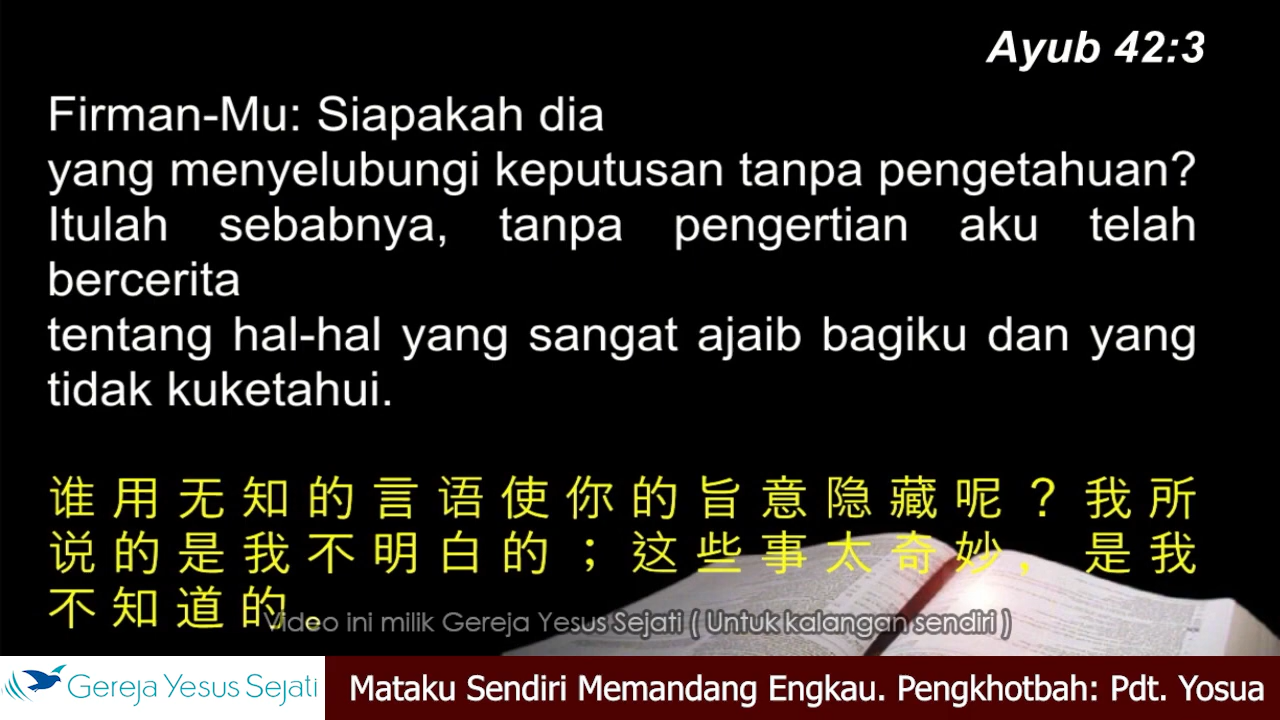 Ayub 42:3
Firman-Mu: Siapakah dia
yang menyelubungi keputusan tanpa pengetahuan?
Itulah sebabnya, tanpa pengertian aku telah
bercerita
tentang hal-hal yang sangat ajaib bagiku dan yang
tidak kuketahui.
谁用无知的言语使你的旨意隐藏呢？我所
说的是我不明白的；这些事太奇妙，是我
不知道的。
Video ini milik Gereja Yesus Sejati ( Untuk kalangan sendiri )
Gereja Yesus Sejati
Mataku Sendiri Memandang Engkau. Pengkhotbah: Pdt. Yosua